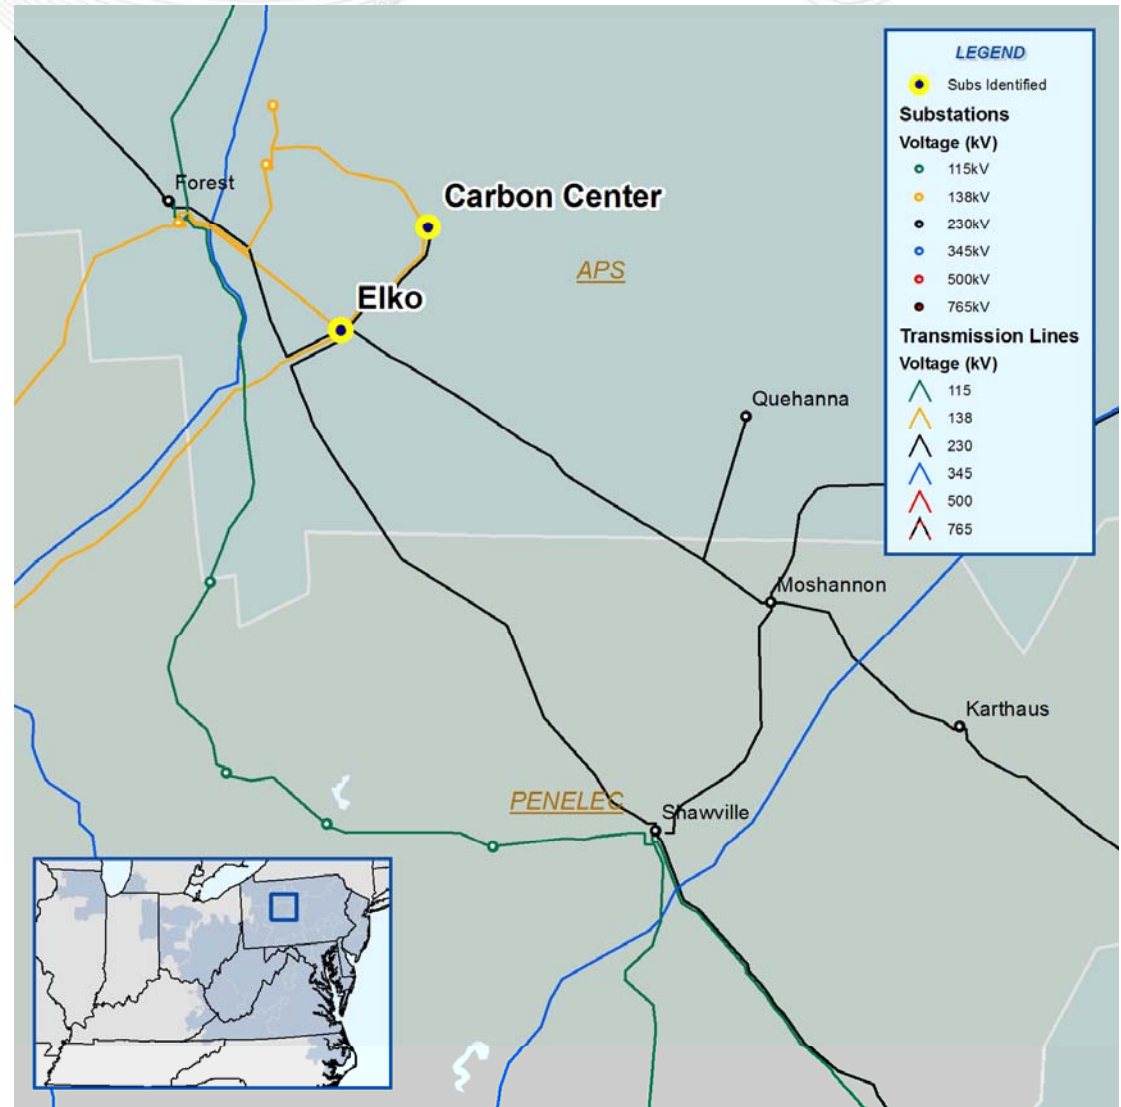 LEGEND
Subs Identified
Substations
Voltage (kV)
115kV
138kV
230kV
345kV
500kV
765kV
Transmission Lines
Voltage (kV)
115
138
230
345
500
765
Forest
Carbon Center
APS
Elko
Quehanna
Moshannon
Karthaus
PENELEC
Shawville